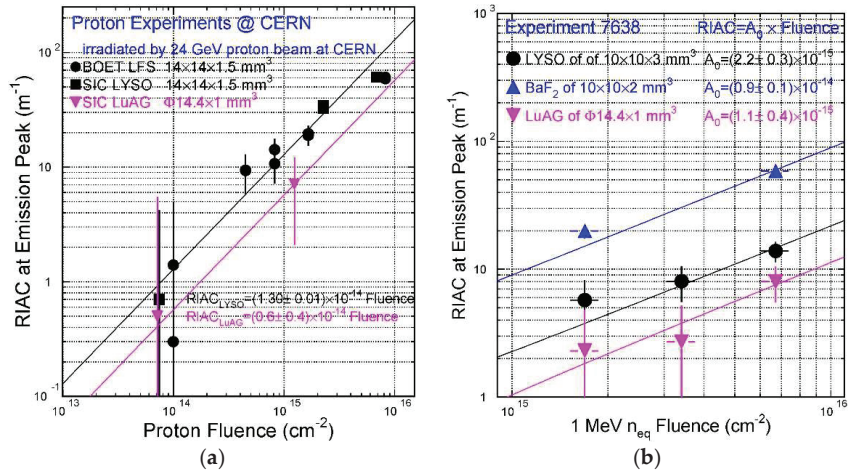 Proton Experiments @ CERN
irradiated by 24 GeV proton beam at CERN
BOET LFS 14×14×1.5 mm³
SIC LYSO 14×14×1.5 mm³
SIC LuAG Φ14.4×1 mm³
10²
10
1
10⁻¹
RIAC at Emission Peak (m⁻¹)
RIAC_LYSO=(1.30± 0.01)×10⁻¹⁴ Fluence
RIAC_LuAG=(0.6± 0.4)×10⁻¹⁴ Fluence
10¹³ 10¹⁴ 10¹⁵ 10¹⁶
Proton Fluence (cm⁻²)
(a)
Experiment 7638 RIAC=A₀ × Fluence
LYSO of of 10×10×3 mm³ A₀=(2.2± 0.3)×10⁻¹⁵
BaF₂ of 10×10×2 mm³ A₀=(0.9± 0.1)×10⁻¹⁴
LuAG of Φ14.4×1 mm³ A₀=(1.1± 0.4)×10⁻¹⁵
10³
10²
10
1
RIAC at Emission Peak (m⁻¹)
10¹⁵ 10¹⁶
1 MeV n_eq Fluence (cm⁻²)
(b)